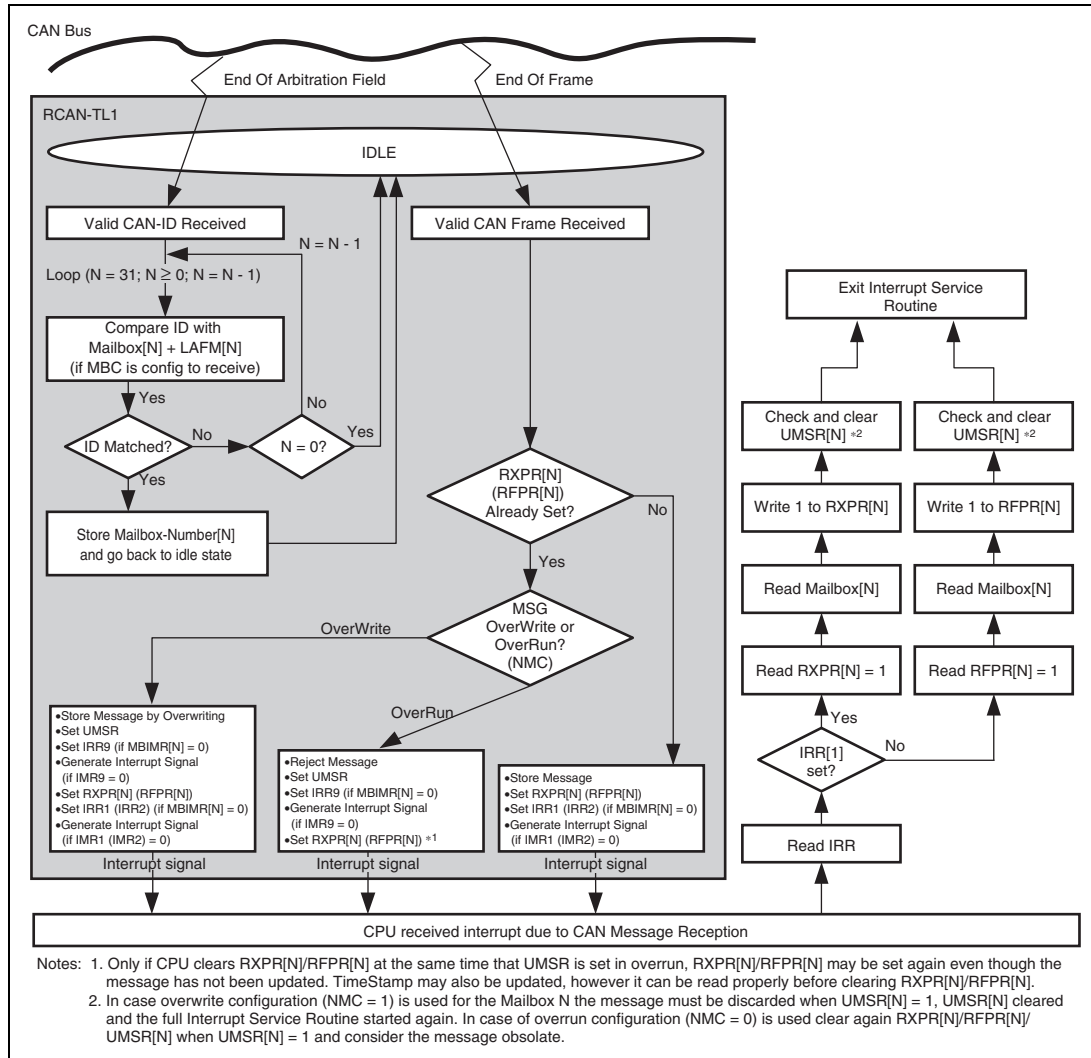 CAN Bus
End Of Arbitration Field
End Of Frame
RCAN-TL1
IDLE
Valid CAN-ID Received
Valid CAN Frame Received
N = N - 1
Loop (N = 31; N ≥ 0; N = N - 1)
Compare ID with
Mailbox[N] + LAFM[N]
(if MBC is config to receive)
Yes
No
ID Matched?
No
N = 0?
Yes
Yes
Store Mailbox-Number[N]
and go back to idle state
RXPR[N]
(RFPR[N])
Already Set?
No
Yes
MSG
OverWrite or
OverRun?
(NMC)
OverWrite
OverRun
•Store Message by Overwriting
•Set UMSR
•Set IRR9 (if MBIMR[N] = 0)
•Generate Interrupt Signal
(if IMR9 = 0)
•Set RXPR[N] (RFPR[N])
•Set IRR1 (IRR2) (if MBIMR[N] = 0)
•Generate Interrupt Signal
(if IMR1 (IMR2) = 0)
•Reject Message
•Set UMSR
•Set IRR9 (if MBIMR[N] = 0)
•Generate Interrupt Signal
(if IMR9 = 0)
•Set RXPR[N] (RFPR[N]) *1
•Store Message
•Set RXPR[N] (RFPR[N])
•Set IRR1 (IRR2) (if MBIMR[N] = 0)
•Generate Interrupt Signal
(if IMR1 (IMR2) = 0)
Interrupt signal
Interrupt signal
Interrupt signal
Exit Interrupt Service
Routine
Check and clear
UMSR[N] *2
Check and clear
UMSR[N] *2
Write 1 to RXPR[N]
Write 1 to RFPR[N]
Read Mailbox[N]
Read Mailbox[N]
Read RXPR[N] = 1
Read RFPR[N] = 1
Yes
No
IRR[1]
set?
Read IRR
CPU received interrupt due to CAN Message Reception
Notes: 1. Only if CPU clears RXPR[N]/RFPR[N] at the same time that UMSR is set in overrun, RXPR[N]/RFPR[N] may be set again even though the
message has not been updated. TimeStamp may also be updated, however it can be read properly before clearing RXPR[N]/RFPR[N].
2. In case overwrite configuration (NMC = 1) is used for the Mailbox N the message must be discarded when UMSR[N] = 1, UMSR[N] cleared
and the full Interrupt Service Routine started again. In case of overrun configuration (NMC = 0) is used clear again RXPR[N]/RFPR[N]/
UMSR[N] when UMSR[N] = 1 and consider the message obsolate.